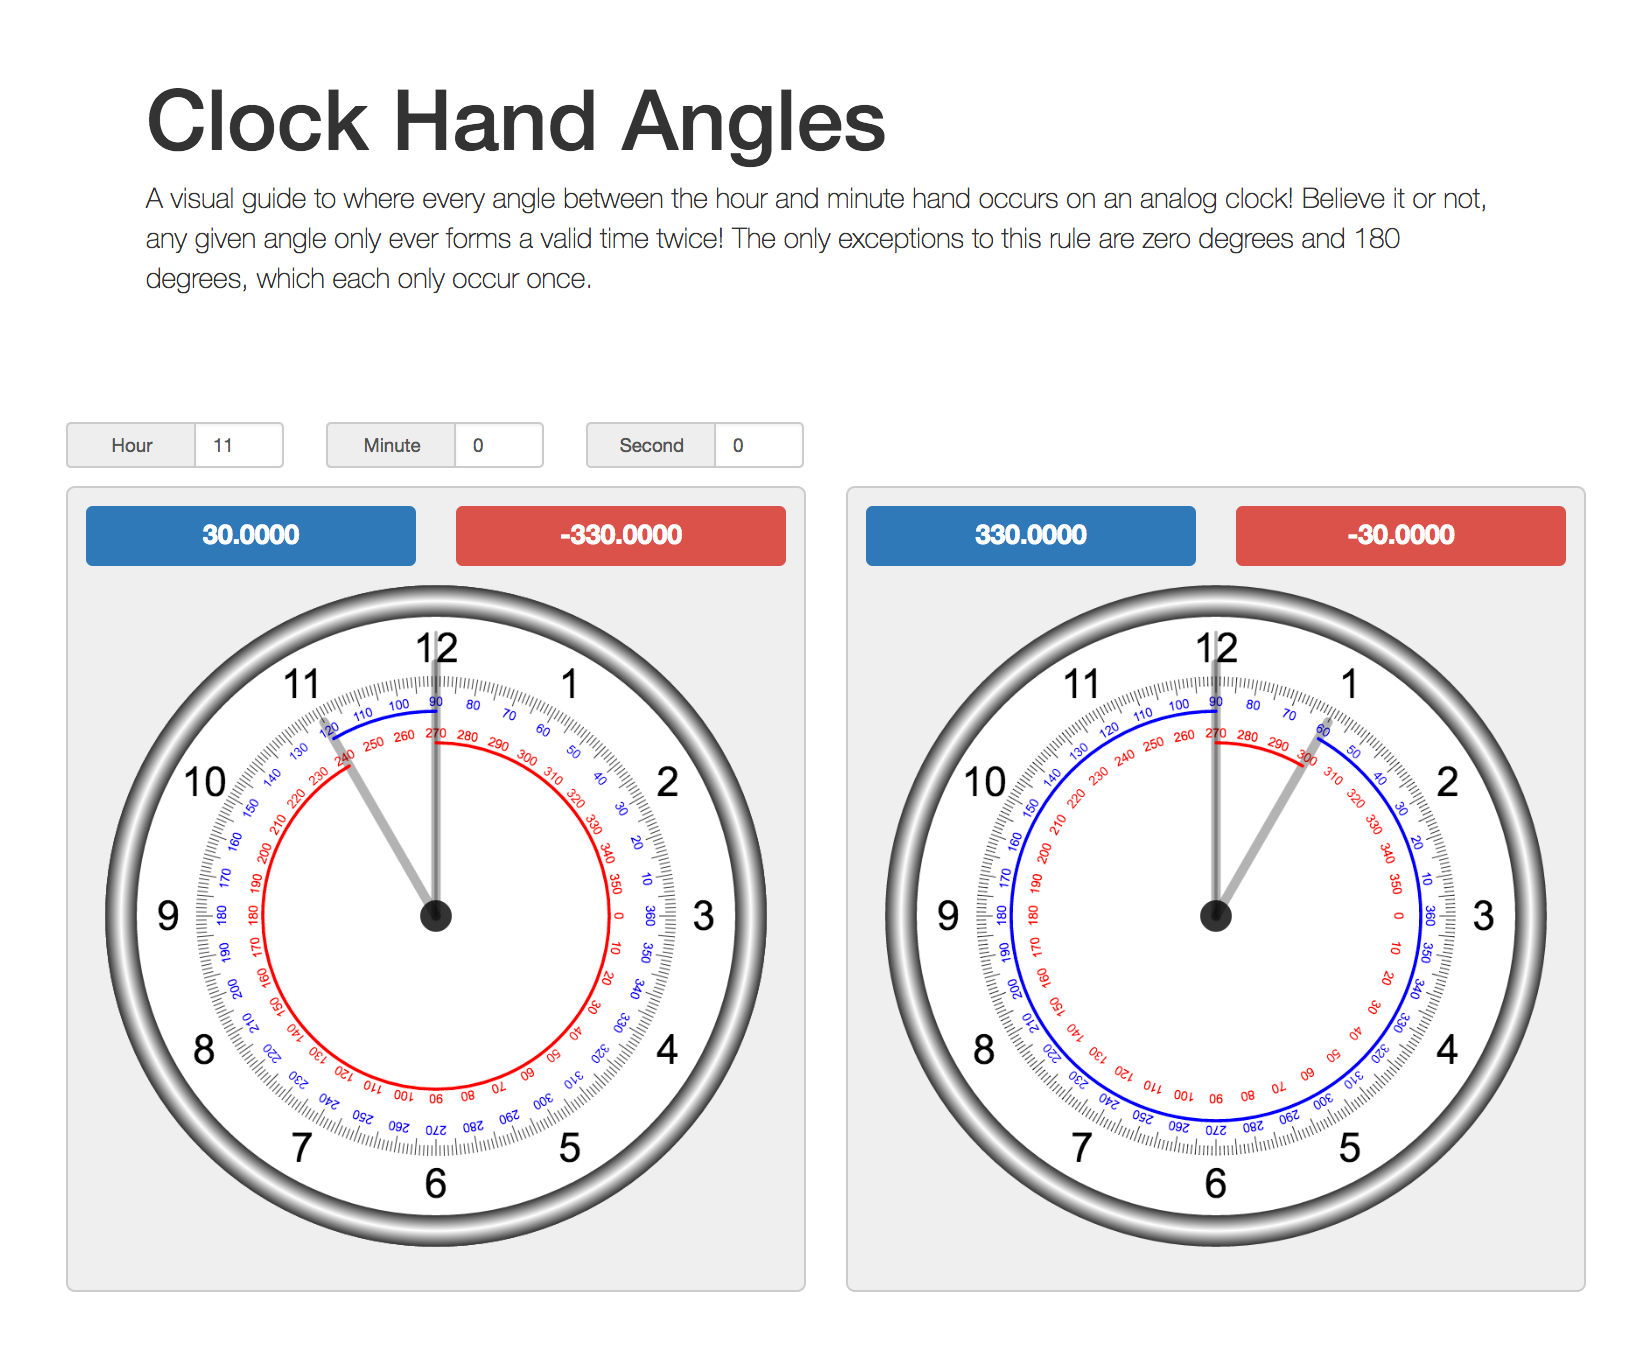 Clock Hand Angles
A visual guide to where every angle between the hour and minute hand occurs on an analog clock! Believe it or not,
any given angle only ever forms a valid time twice! The only exceptions to this rule are zero degrees and 180
degrees, which each only occur once.
Hour 11 Minute 0 Second 0
30.0000 -330.0000
12
1
2
3
4
5
6
7
8
9
10
11
90 80 70 60 50 40 30 20 10 360 350 340 330 320 310 300 290 280 270 260 250 240 230 220 210 200 190 180 170 160 150 140 130 120 110 100
270 280 290 300 310 320 330 340 350 0 10 20 30 40 50 60 70 80 90 100 110 120 130 140 150 160 170 180 190 200 210 220 230 240 250 260
330.0000 -30.0000
12
1
2
3
4
5
6
7
8
9
10
11
90 80 70 60 50 40 30 20 10 360 350 340 330 320 310 300 290 280 270 260 250 240 230 220 210 200 190 180 170 160 150 140 130 120 110 100
270 280 290 300 310 320 330 340 350 0 10 20 30 40 50 60 70 80 90 100 110 120 130 140 150 160 170 180 190 200 210 220 230 240 250 260